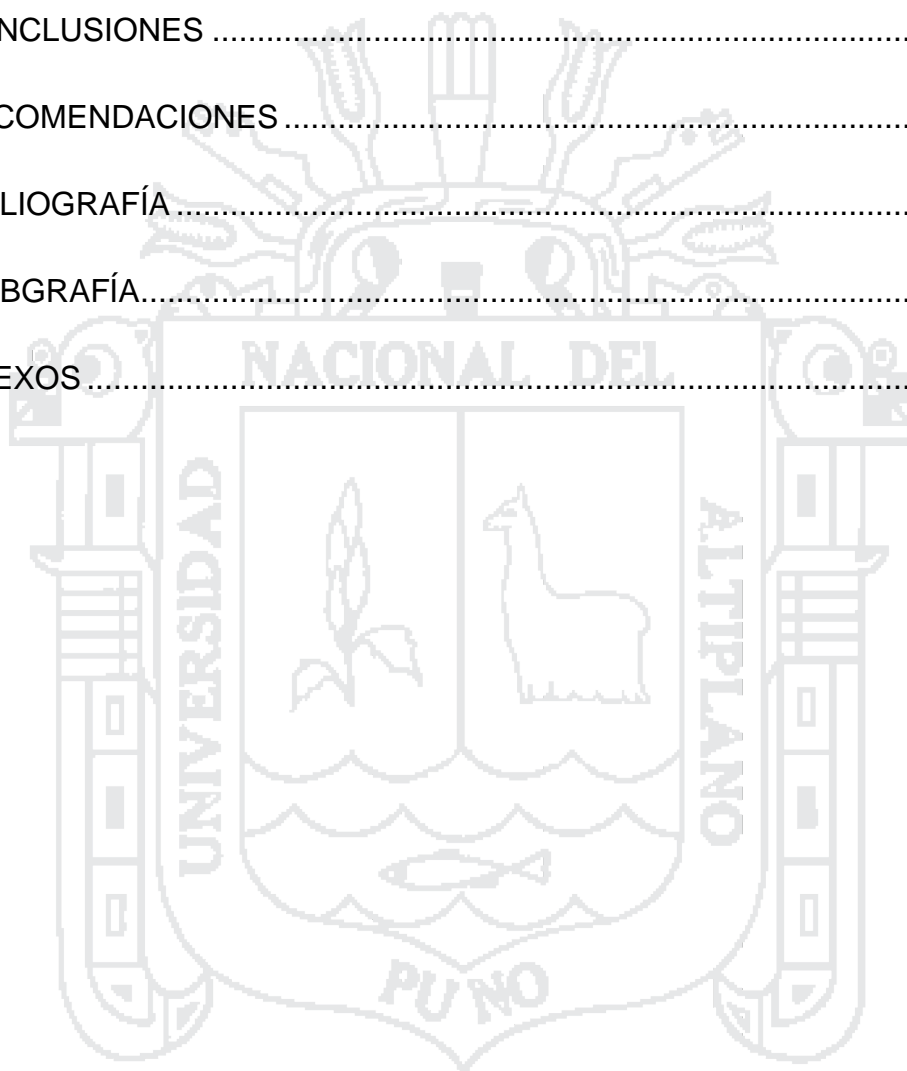 NCLUSIONES ........................................................................
COMENDACIONES ................................................................
LIOGRAFÍA ............................................................................
BGRAFÍA................................................................................
EXOS ......................................................................................
NACIONAL DEL
UNIVERSIDAD
ALTIPLANO
PUNO